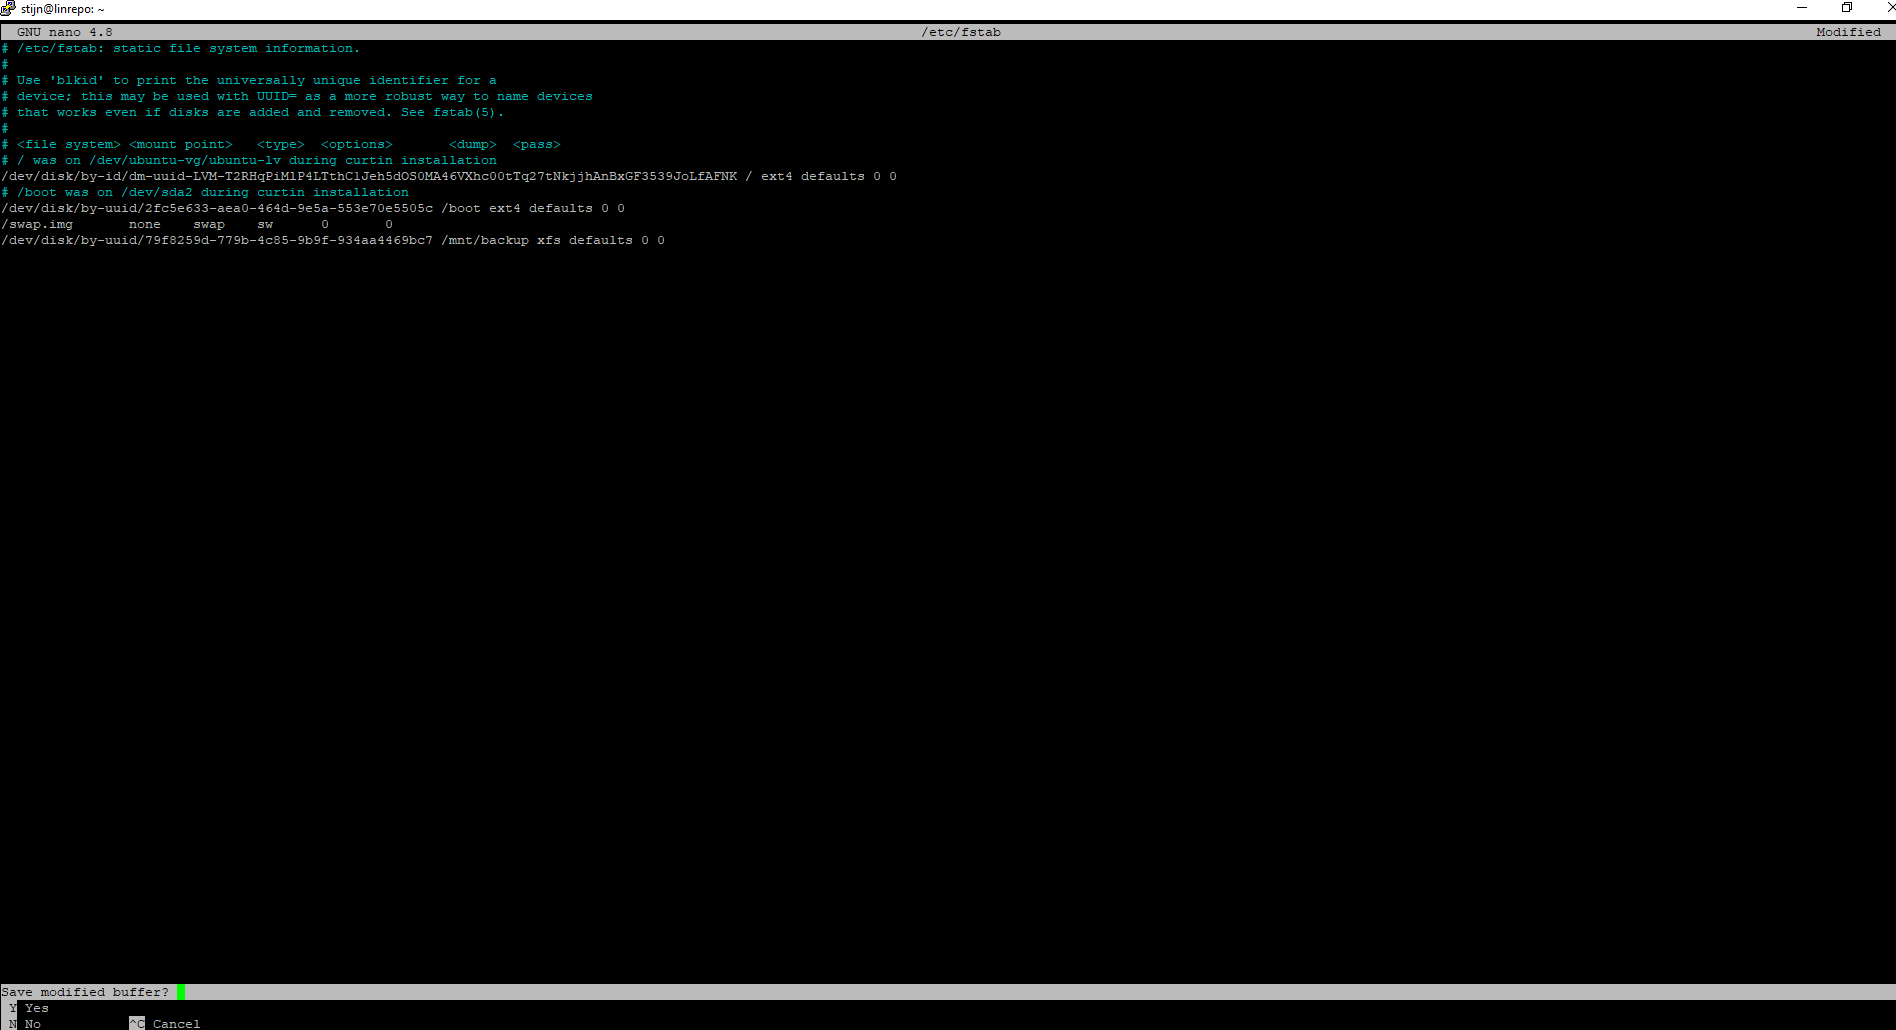 stijn@linrepo: ~
GNU nano 4.8 /etc/fstab Modified
# /etc/fstab: static file system information.
#
# Use 'blkid' to print the universally unique identifier for a
# device; this may be used with UUID= as a more robust way to name devices
# that works even if disks are added and removed. See fstab(5).
#
# <file system> <mount point>   <type>  <options>       <dump>  <pass>
# / was on /dev/ubuntu-vg/ubuntu-lv during curtin installation
/dev/disk/by-id/dm-uuid-LVM-T2RHqPiMlP4LTthClJeh5dOS0MA46VXhc00tTq27tNkjjhAnBxGF3539JoLfAFNK / ext4 defaults 0 0
# /boot was on /dev/sda2 during curtin installation
/dev/disk/by-uuid/2fc5e633-aea0-464d-9e5a-553e70e5505c /boot ext4 defaults 0 0
/swap.img       none    swap    sw      0       0
/dev/disk/by-uuid/79f8259d-779b-4c85-9b9f-934aa4469bc7 /mnt/backup xfs defaults 0 0
Save modified buffer?
Y Yes
N No ^C Cancel